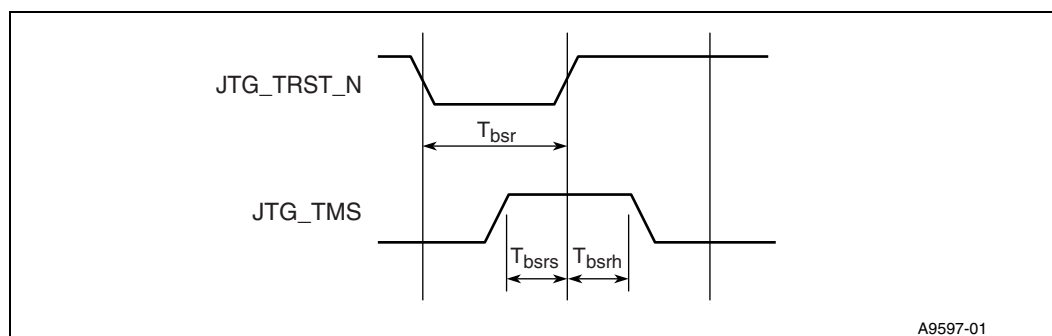 JTG_TRST_N
Tbsr
JTG_TMS
Tbsrs
Tbsrh
A9597-01